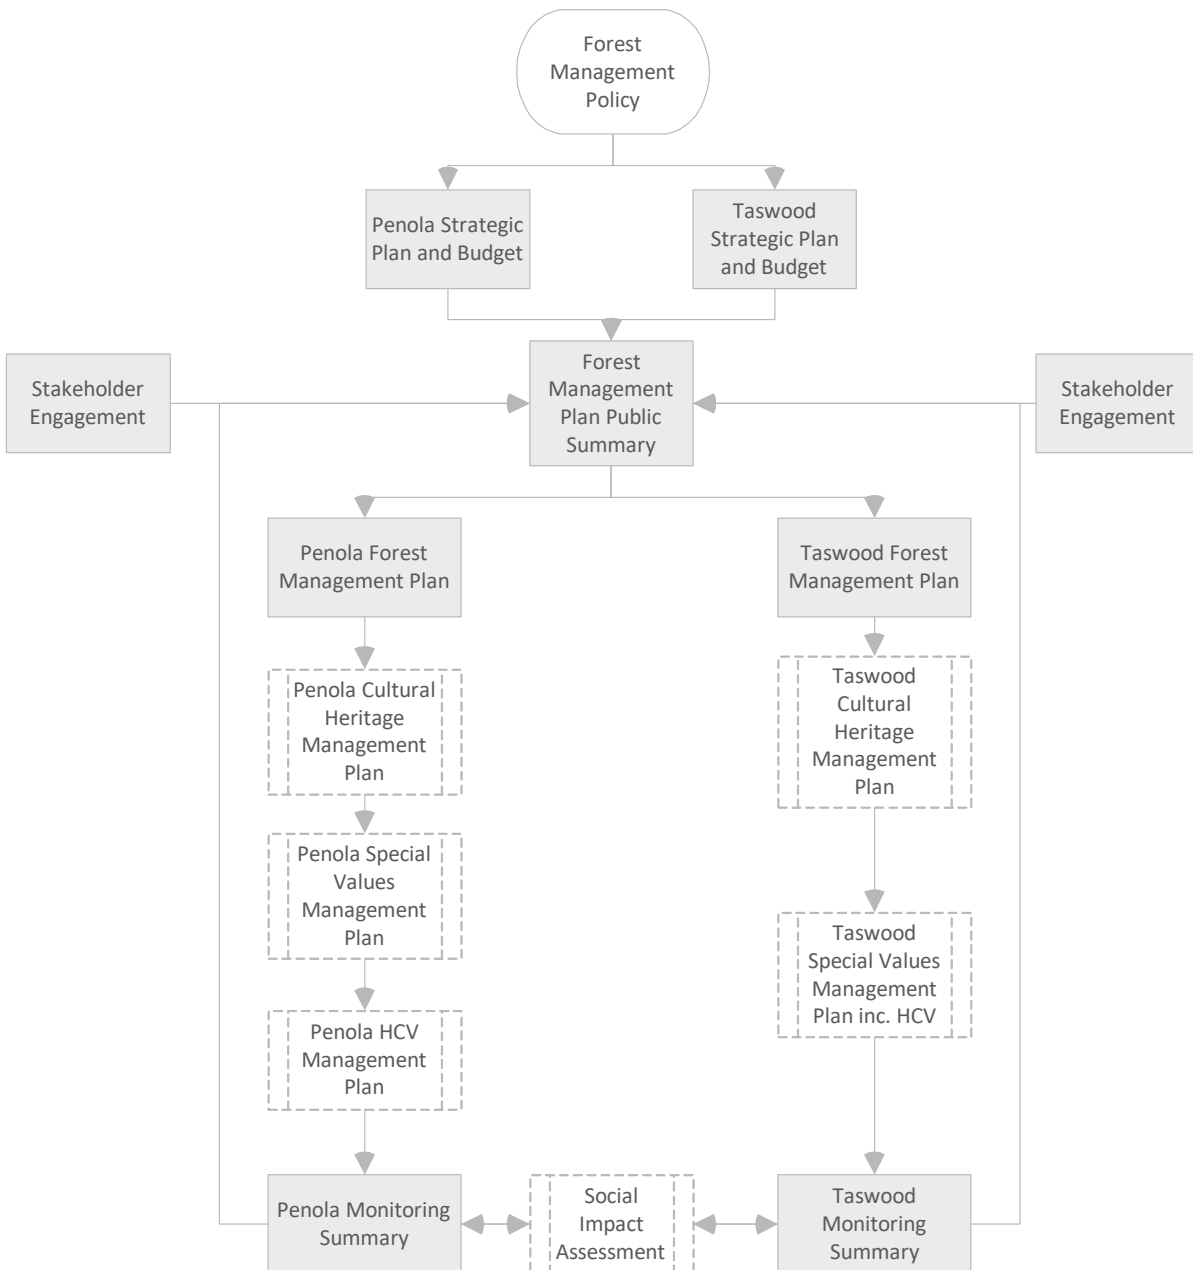 Forest
Management
Policy
Penola Strategic
Plan and Budget
Taswood
Strategic Plan
and Budget
Stakeholder
Engagement
Forest
Management
Plan Public
Summary
Stakeholder
Engagement
Penola Forest
Management Plan
Taswood Forest
Management Plan
Penola Cultural
Heritage
Management
Plan
Taswood
Cultural
Heritage
Management
Plan
Penola Special
Values
Management
Plan
Taswood
Special Values
Management
Plan inc. HCV
Penola HCV
Management
Plan
Penola Monitoring
Summary
Social
Impact
Assessment
Taswood
Monitoring
Summary